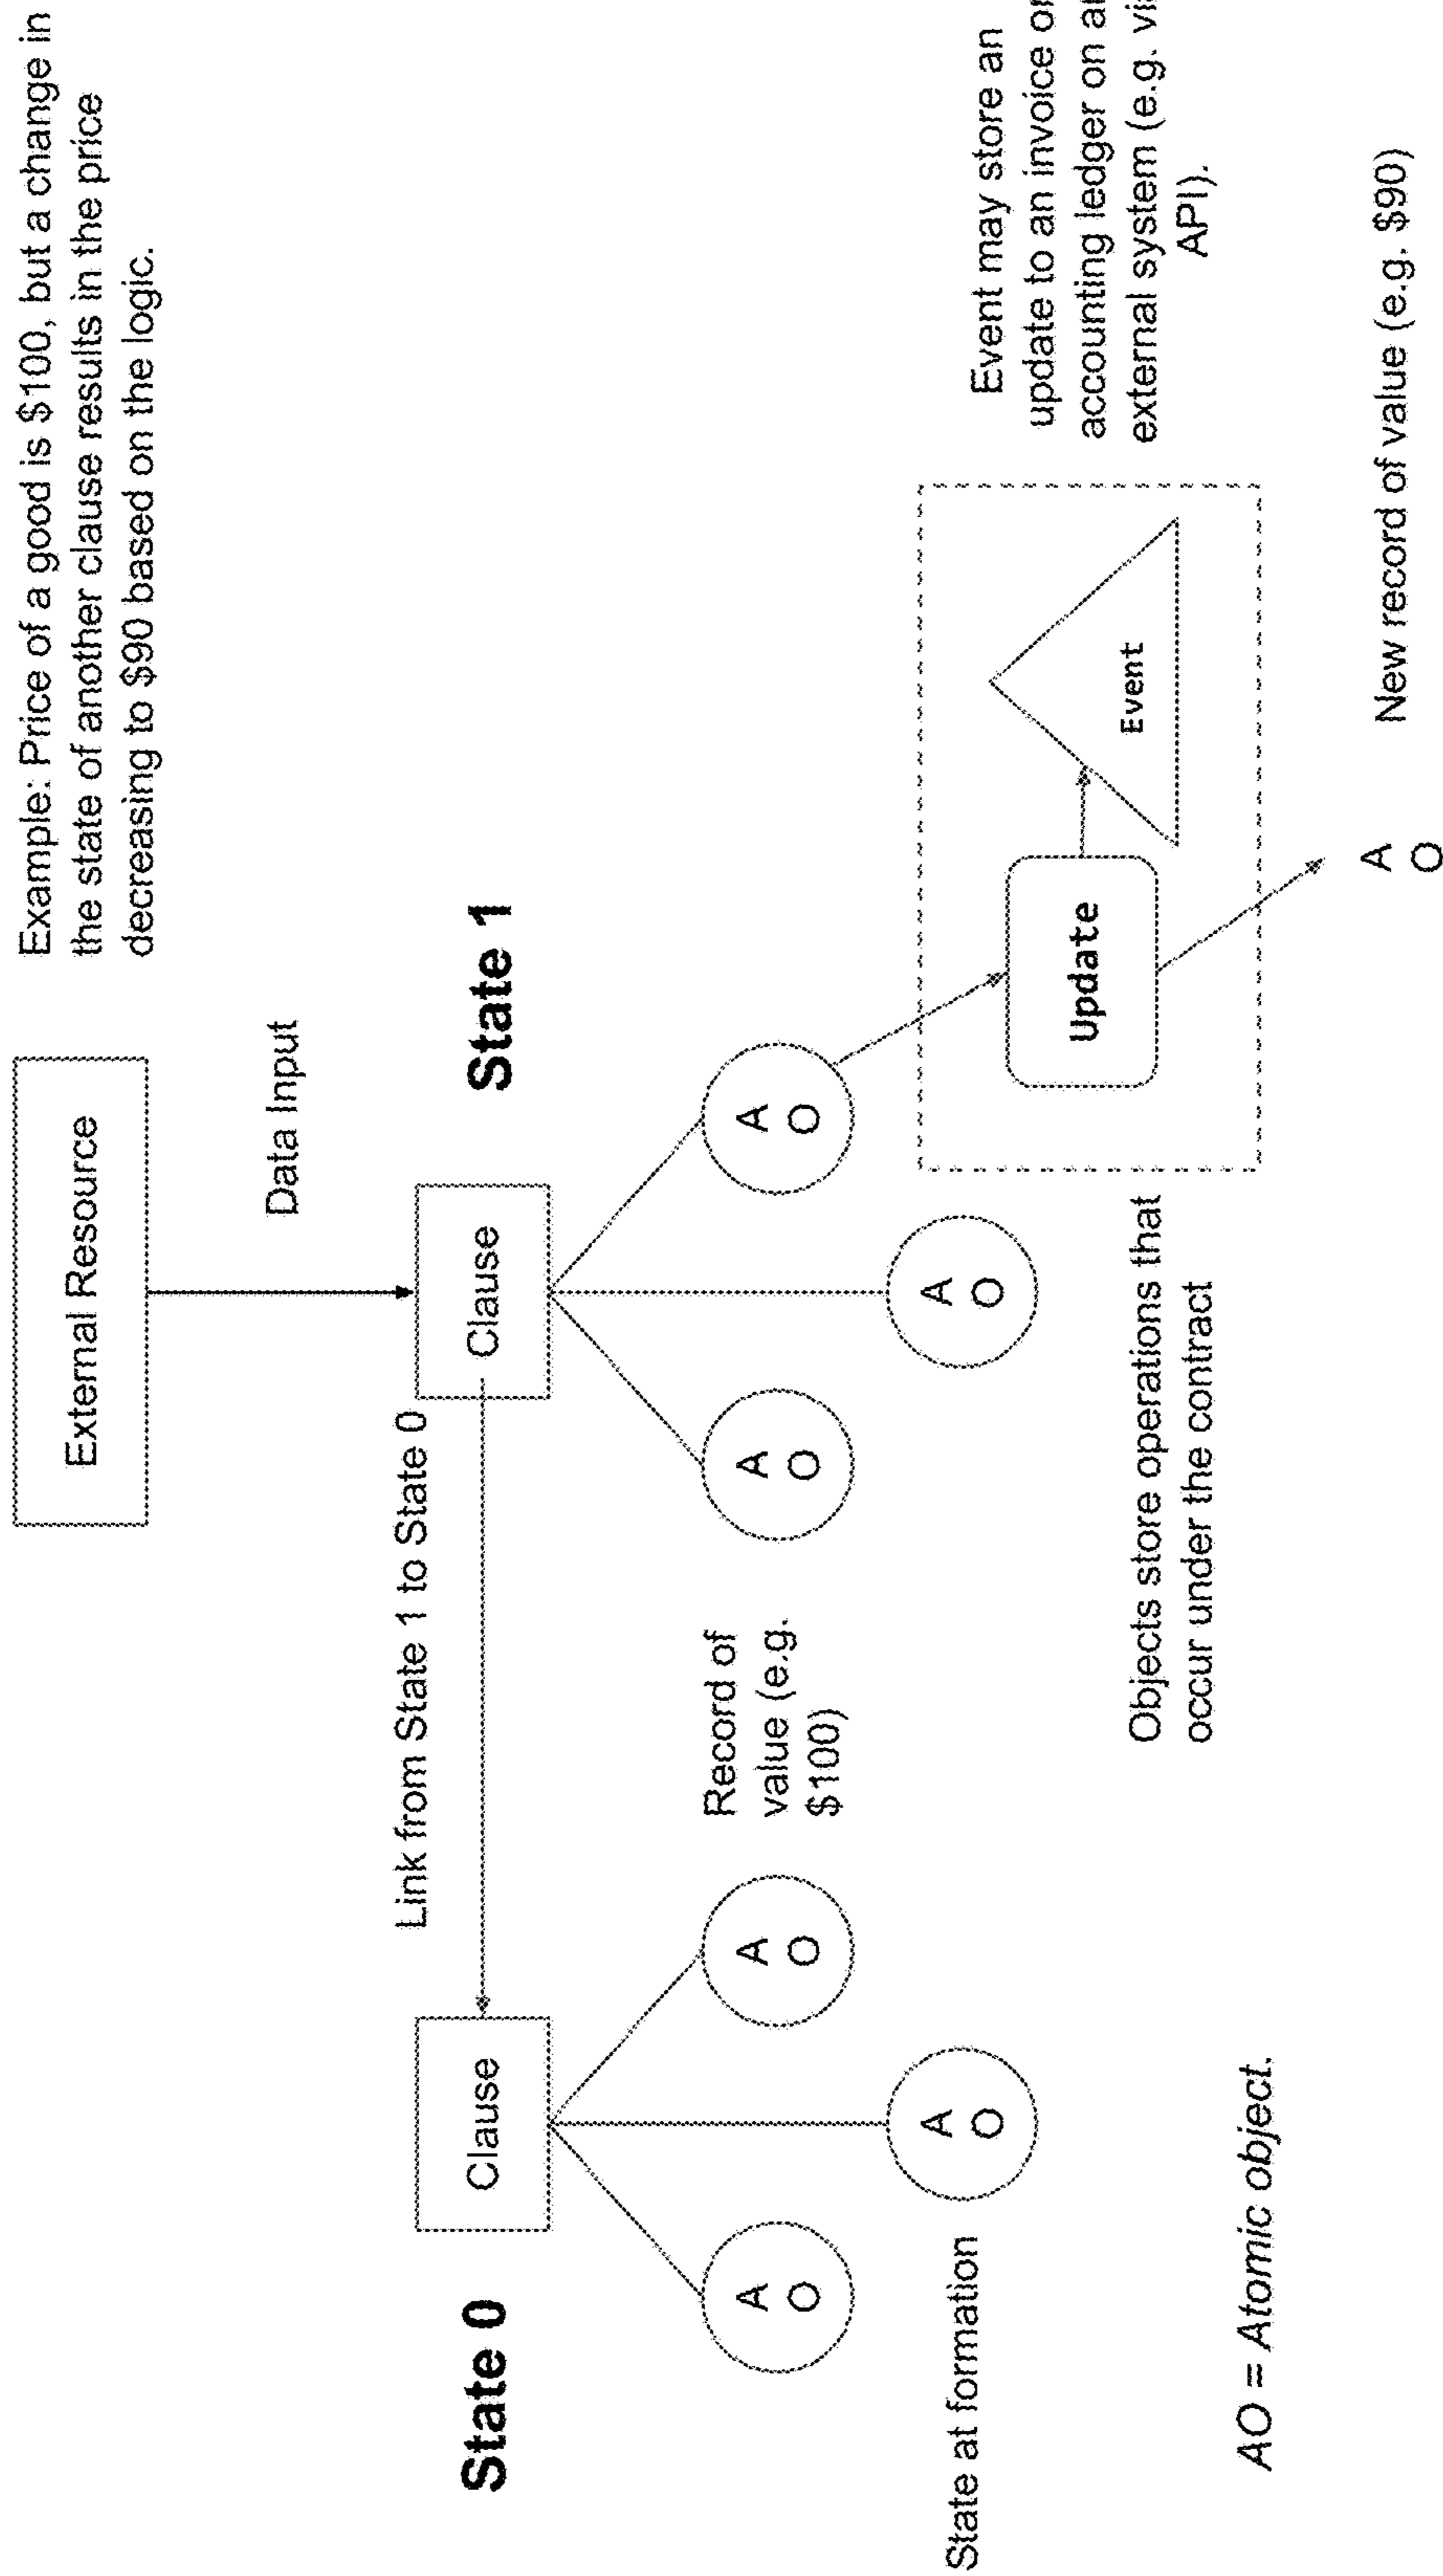 Example: Price of a good is $100, but a change in
the state of another clause results in the price
decreasing to $90 based on the logic.
External Resource
Data Input
State 0
Clause
Link from State 1 to State 0
Clause
State 1
A
O
A
O
A
O
Record of
value (e.g.
$100)
A
O
A
O
A
O
State at formation
Objects store operations that
occur under the contract
Update
Event
Event may store an
update to an invoice or
accounting ledger on an
external system (e.g. via
API).
AO = Atomic object.
A
O
New record of value (e.g. $90)